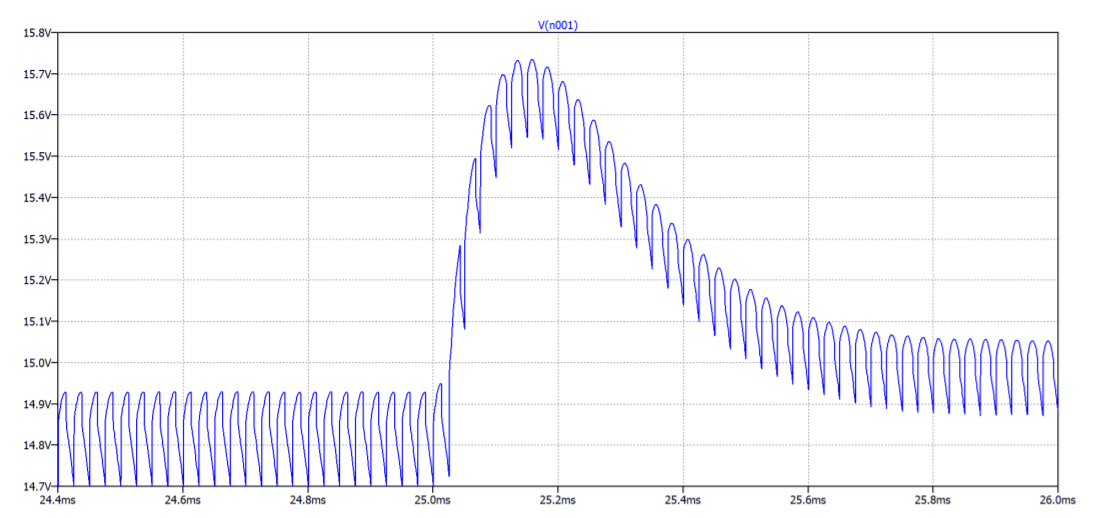 V(n001)
15.8V
15.7V
15.6V
15.5V
15.4V
15.3V
15.2V
15.1V
15.0V
14.9V
14.8V
14.7V
24.4ms 24.6ms 24.8ms 25.0ms 25.2ms 25.4ms 25.6ms 25.8ms 26.0ms